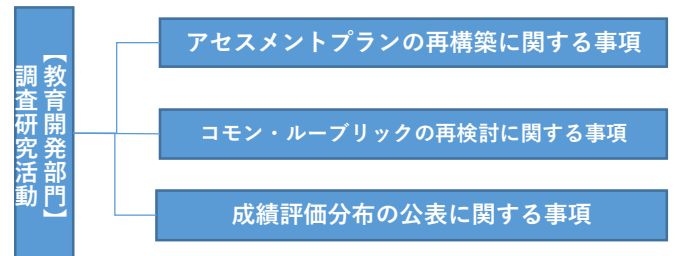 【教育開発部門】
調査研究活動
アセスメントプランの再構築に関する事項
コモン・ルーブリックの再検討に関する事項
成績評価分布の公表に関する事項